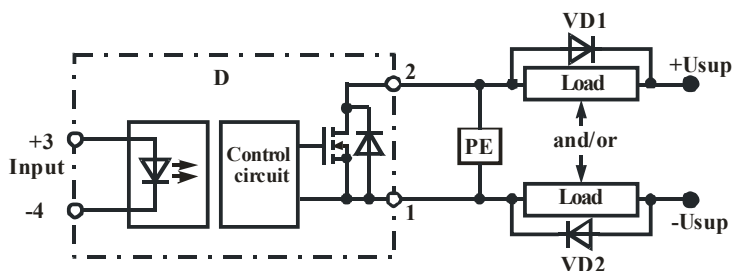 VD1
D
2
+Usup
Load
+3
Input
-4
Control
circuit
PE
and/or
1
Load
-Usup
VD2